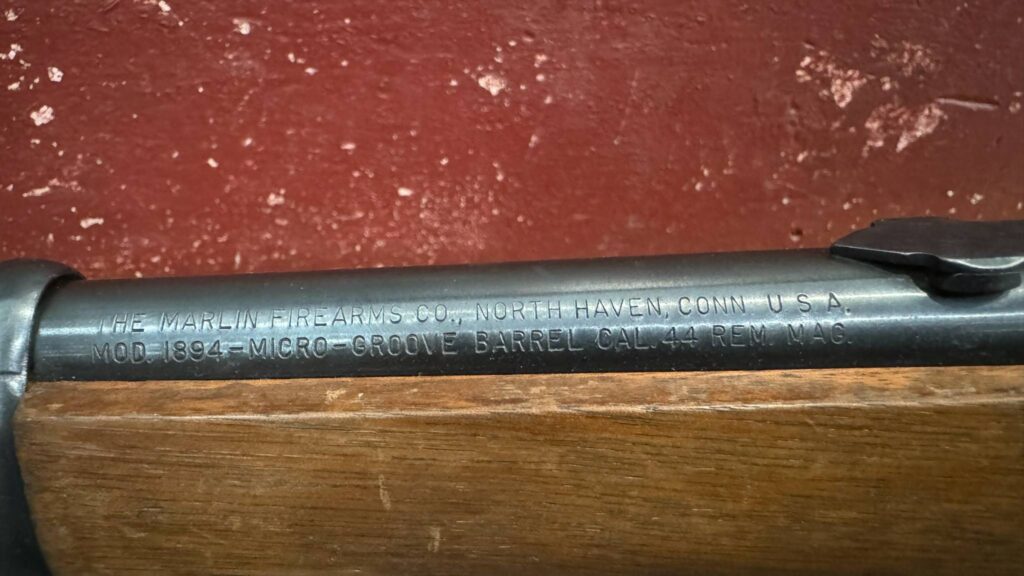 THE MARLIN FIREARMS CO., NORTH HAVEN, CONN. U.S.A.
MOD. 1894-MICRO-GROOVE BARREL CAL. 44 REM. MAG.